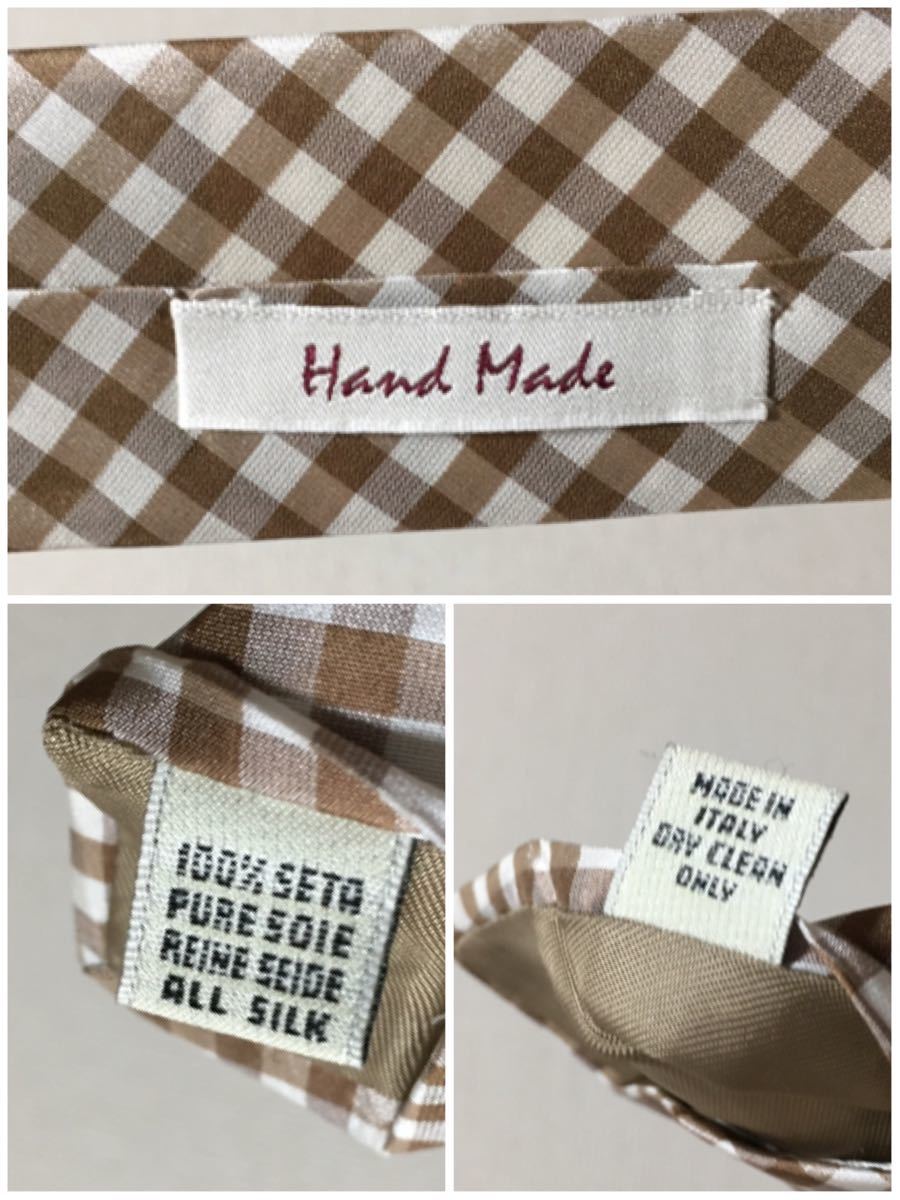 Hand Made
100% SETA
PURE SOIE
REINE SEIDE
ALL SILK
MADE IN
ITALY
DRY CLEAN
ONLY